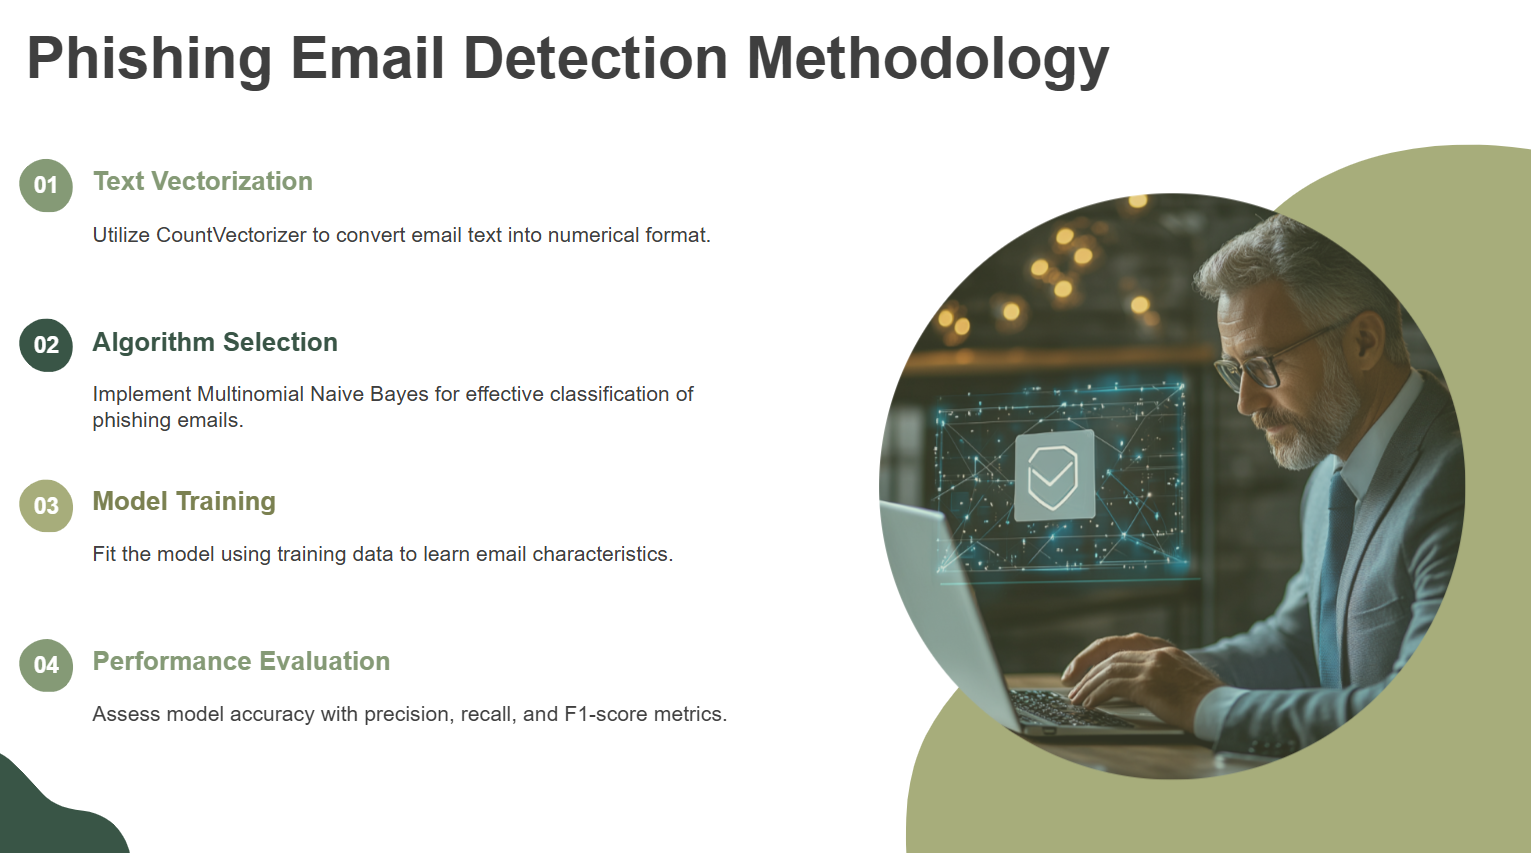 Phishing Email Detection Methodology
01
Text Vectorization
Utilize CountVectorizer to convert email text into numerical format.
02
Algorithm Selection
Implement Multinomial Naive Bayes for effective classification of
phishing emails.
03
Model Training
Fit the model using training data to learn email characteristics.
04
Performance Evaluation
Assess model accuracy with precision, recall, and F1-score metrics.